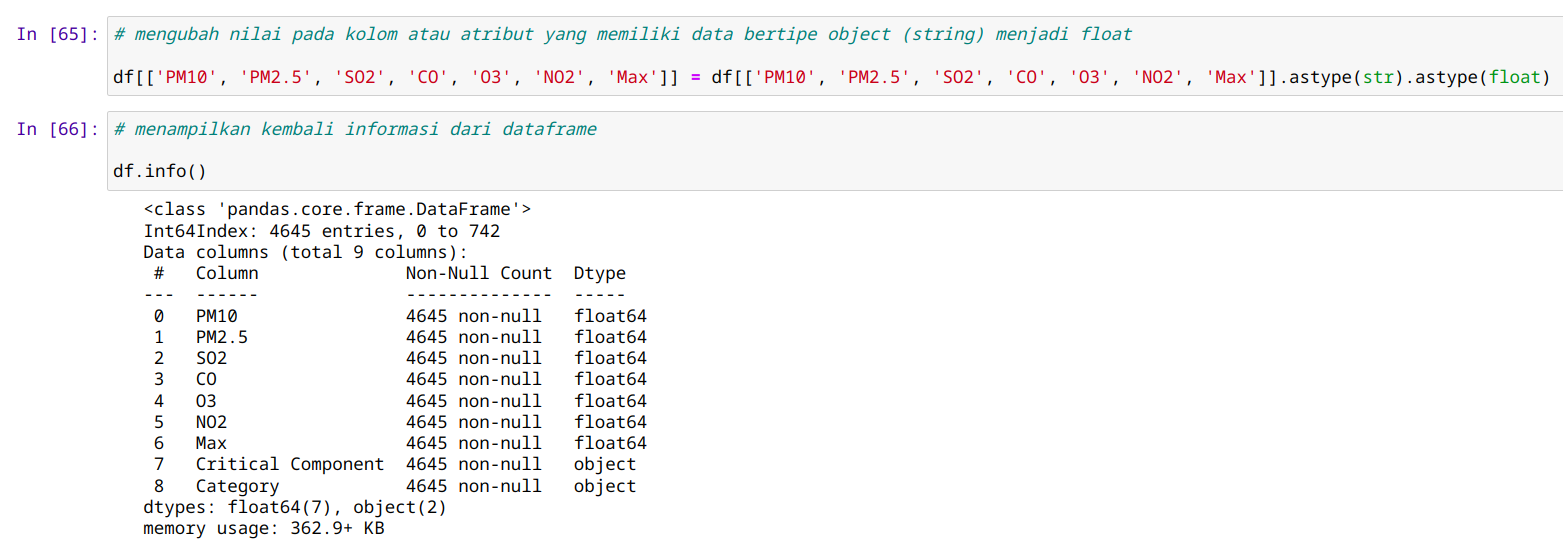 In [65]: # mengubah nilai pada kolom atau atribut yang memiliki data bertipe object (string) menjadi float
df[['PM10', 'PM2.5', 'SO2', 'CO', 'O3', 'NO2', 'Max']] = df[['PM10', 'PM2.5', 'SO2', 'CO', 'O3', 'NO2', 'Max']].astype(str).astype(float)
In [66]: # menampilkan kembali informasi dari dataframe
df.info()
<class 'pandas.core.frame.DataFrame'>
Int64Index: 4645 entries, 0 to 742
Data columns (total 9 columns):
 #   Column              Non-Null Count  Dtype
---  ------              --------------  -----
 0   PM10                4645 non-null   float64
 1   PM2.5               4645 non-null   float64
 2   SO2                 4645 non-null   float64
 3   CO                  4645 non-null   float64
 4   O3                  4645 non-null   float64
 5   NO2                 4645 non-null   float64
 6   Max                 4645 non-null   float64
 7   Critical Component  4645 non-null   object
 8   Category            4645 non-null   object
dtypes: float64(7), object(2)
memory usage: 362.9+ KB